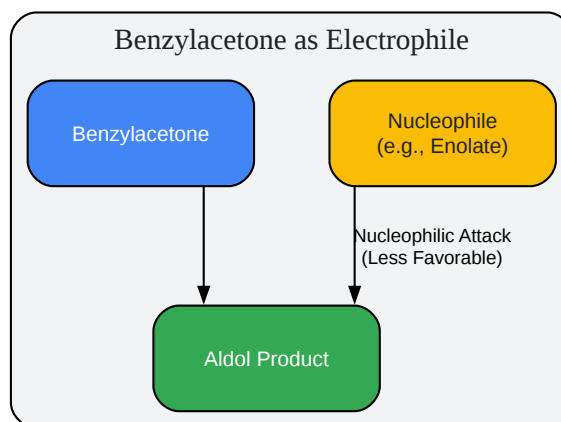 Benzylacetone as Electrophile
Benzylacetone
Nucleophile
(e.g., Enolate)
Nucleophilic Attack
(Less Favorable)
Aldol Product